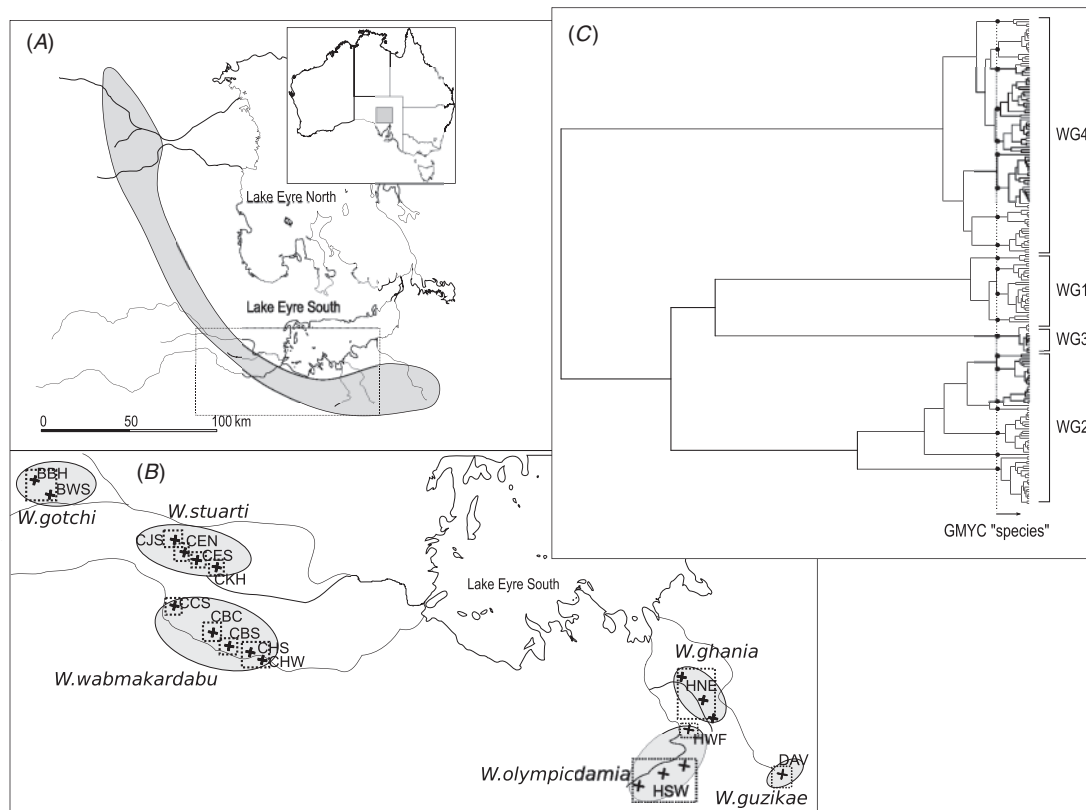 (A)
Lake Eyre North
Lake Eyre South
0 100 km
(B)
BBH
BWS
W.gotchi
W.stuarti
CJS
CEN
CES
CKH
CCS
CBC
CBS
CHS
CHW
W.wabmakardabu
Lake Eyre South
W.ghania
HNE
HWF
W.olympicdamia
HSW
DAV
W.guzikae
(C)
WG4
WG1
WG3
WG2
GMYC "species"